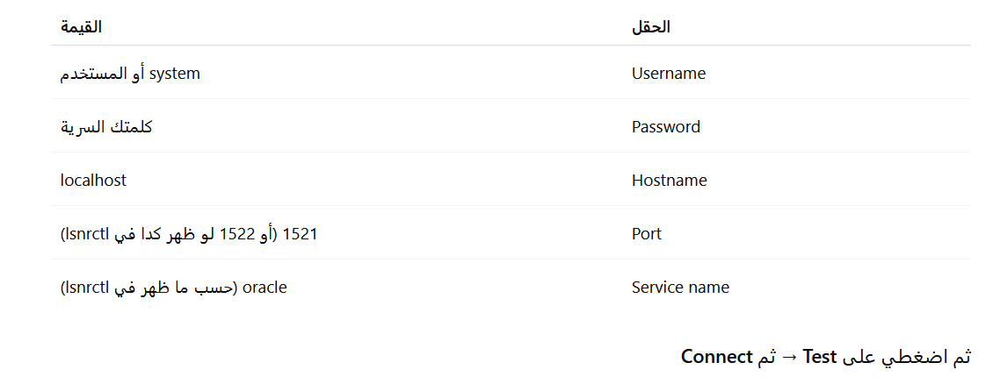 الحقل القيمة
Username system أو المستخدم
Password كلمتك السرية
Hostname localhost
Port 1521 (أو 1522 لو ظهر كدا في lsnrctl)
Service name oracle (حسب ما ظهر في lsnrctl)
ثم اضغطي على Test → ثم Connect